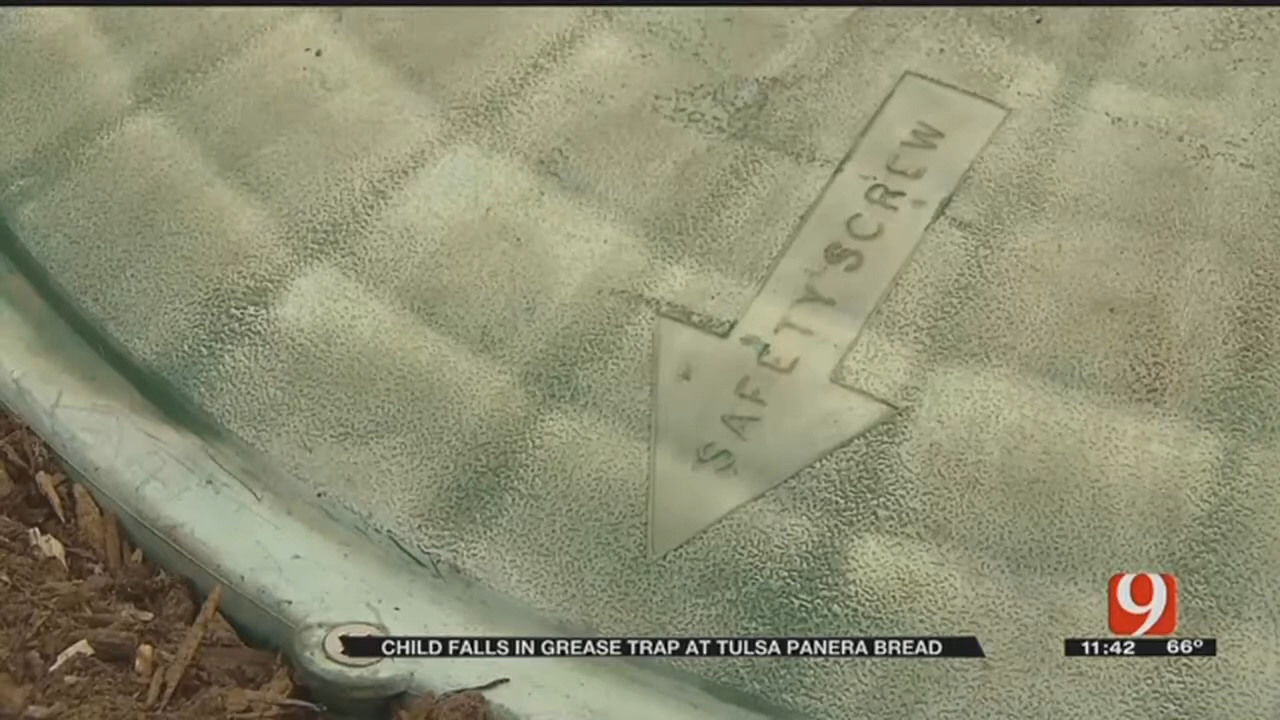 SAFETY SCREW
9
CHILD FALLS IN GREASE TRAP AT TULSA PANERA BREAD
11:42 66°